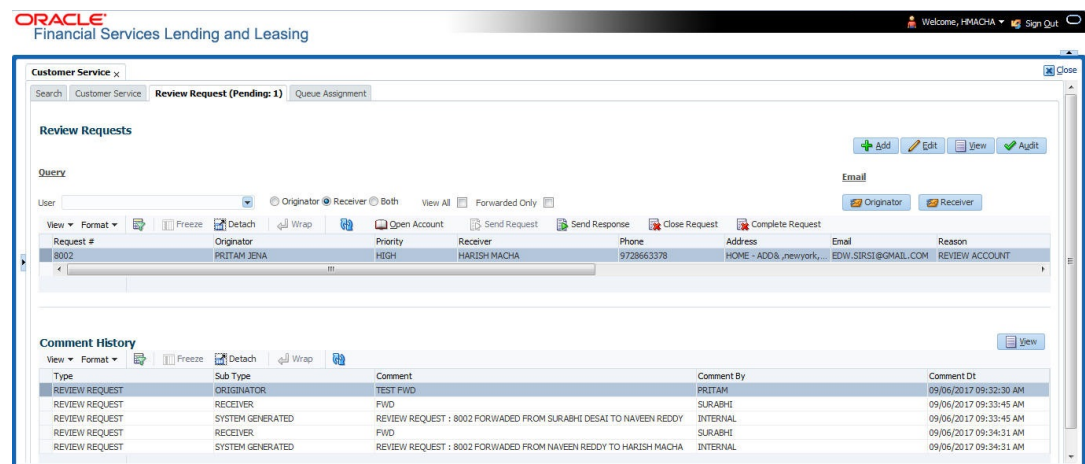 ORACLE®
Financial Services Lending and Leasing
Welcome, HMACHA Sign Out
Customer Service x Close
Search Customer Service Review Request (Pending: 1) Queue Assignment
Review Requests
Add Edit View Audit
Query Email
User Originator Receiver Both View All Forwarded Only Originator Receiver
View Format Freeze Detach Wrap Open Account Send Request Send Response Close Request Complete Request
Request # Originator Priority Receiver Phone Address Email Reason
8002 PRITAM JENA HIGH HARISH MACHA 9728663378 HOME - ADD& ,newyork,... EDW.SIRSI@GMAIL.COM REVIEW ACCOUNT
Comment History View
View Format Freeze Detach Wrap
Type Sub Type Comment Comment By Comment Dt
REVIEW REQUEST ORIGINATOR TEST FWD PRITAM 09/06/2017 09:32:30 AM
REVIEW REQUEST RECEIVER FWD SURABHI 09/06/2017 09:33:45 AM
REVIEW REQUEST SYSTEM GENERATED REVIEW REQUEST : 8002 FORWADED FROM SURABHI DESAI TO NAVEEN REDDY INTERNAL 09/06/2017 09:33:45 AM
REVIEW REQUEST RECEIVER FWD SURABHI 09/06/2017 09:34:31 AM
REVIEW REQUEST SYSTEM GENERATED REVIEW REQUEST : 8002 FORWADED FROM NAVEEN REDDY TO HARISH MACHA INTERNAL 09/06/2017 09:34:31 AM